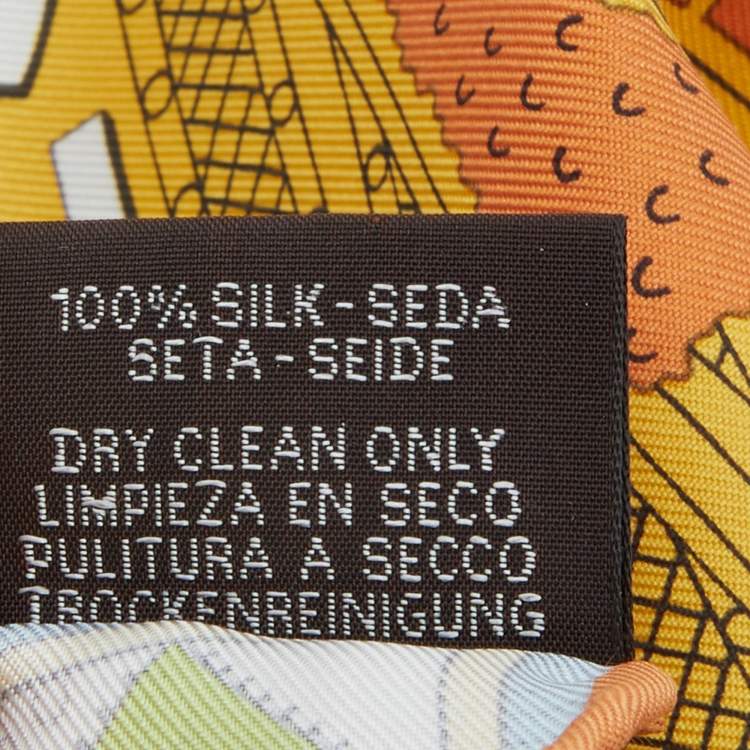 100% SILK-SEDA
SETA-SEIDE
DRY CLEAN ONLY
LIMPIEZA EN SECO
PULITURA A SECCO
TROCKENREINIGUNG